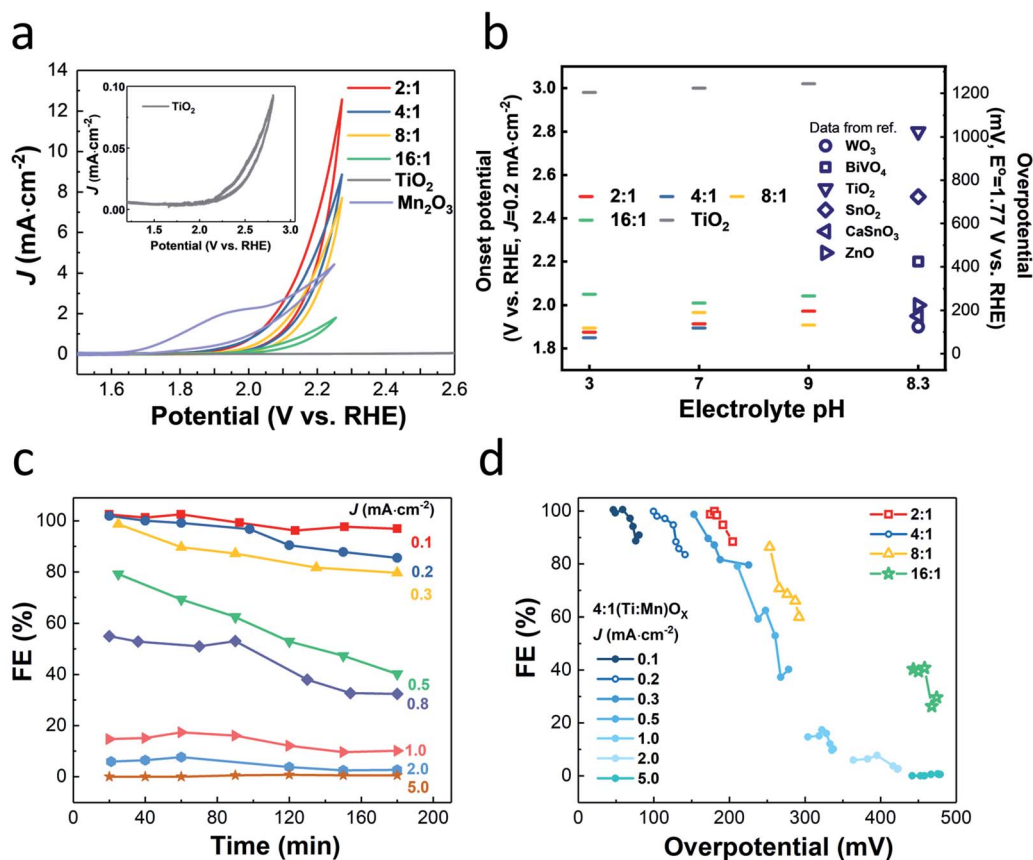 a
J (mA·cm⁻²)
14
12
10
8
6
4
2
0
1.6
1.8
2.0
2.2
2.4
2.6
Potential (V vs. RHE)
2:1
4:1
8:1
16:1
TiO₂
Mn₂O₃
TiO₂
J (mA·cm⁻²)
0.10
0.05
0.00
1.5
2.0
2.5
3.0
Potential (V vs. RHE)
b
Onset potential
(V vs. RHE, J=0.2 mA·cm⁻²)
3.0
2.8
2.6
2.4
2.2
2.0
1.8
3
7
9
8.3
Electrolyte pH
1200
1000
800
600
400
200
0
Overpotential
(mV, E⁰=1.77 V vs. RHE)
2:1
4:1
8:1
16:1
TiO₂
Data from ref.
WO₃
BiVO₄
TiO₂
SnO₂
CaSnO₃
ZnO
c
FE (%)
100
80
60
40
20
0
0
40
80
120
160
200
Time (min)
J (mA·cm⁻²)
0.1
0.2
0.3
0.5
0.8
1.0
2.0
5.0
d
FE (%)
100
80
60
40
20
0
0
100
200
300
400
500
Overpotential (mV)
2:1
4:1
8:1
16:1
4:1(Ti:Mn)Oₓ
J (mA·cm⁻²)
0.1
0.2
0.3
0.5
1.0
2.0
5.0